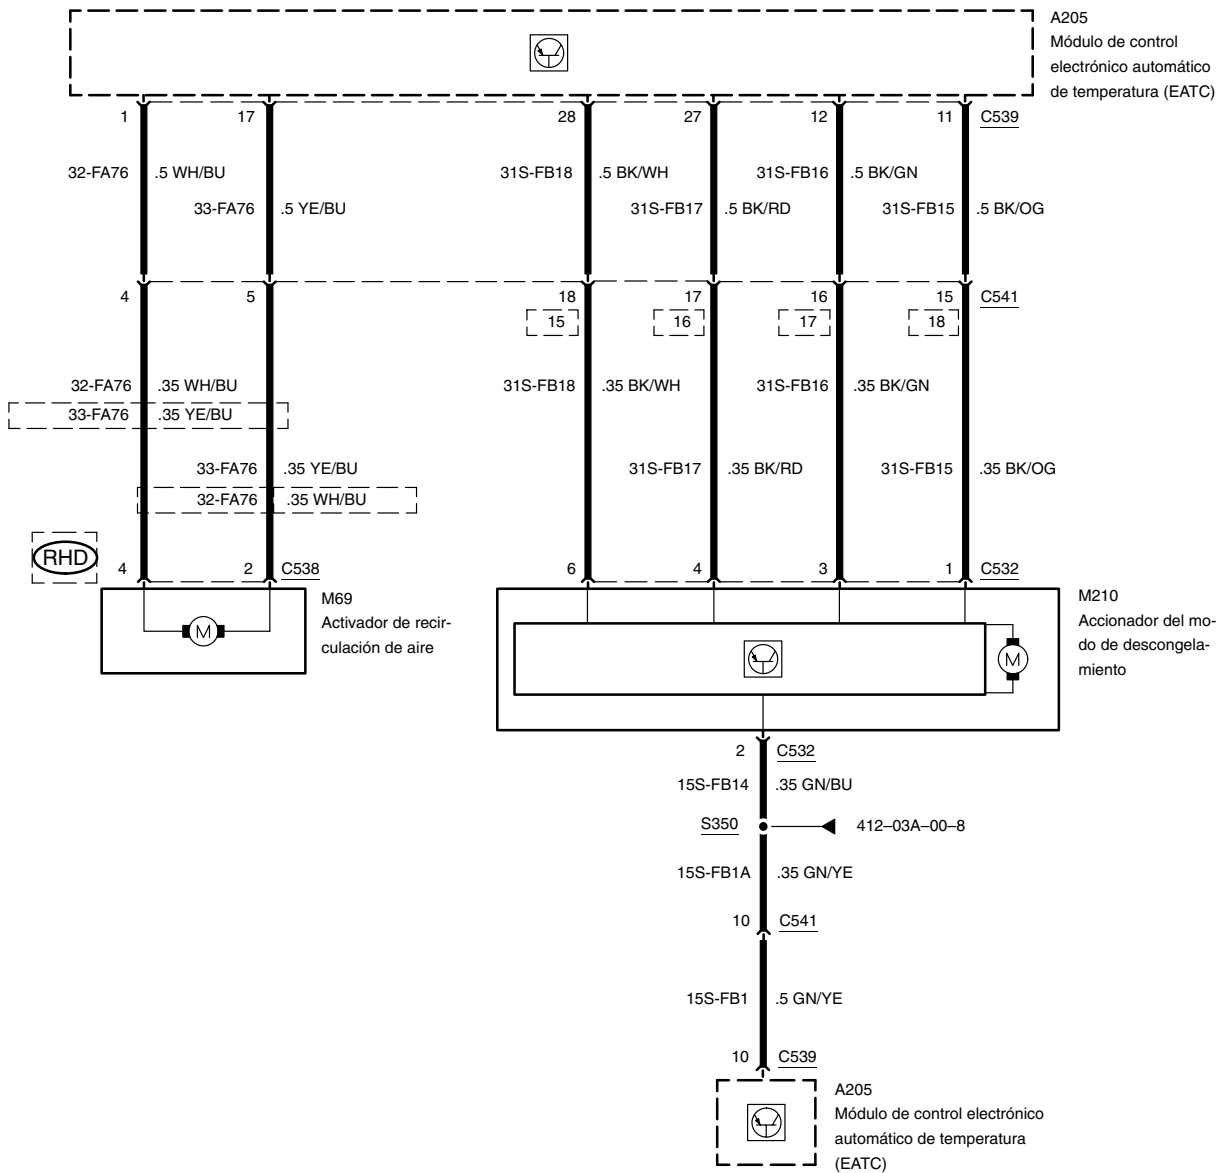 A205
Módulo de control
electrónico automático
de temperatura (EATC)
1 17 28 27 12 11 C539
32-FA76 .5 WH/BU 31S-FB18 .5 BK/WH 31S-FB16 .5 BK/GN
33-FA76 .5 YE/BU 31S-FB17 .5 BK/RD 31S-FB15 .5 BK/OG
4 5 18 17 16 15 C541
15 16 17 18
32-FA76 .35 WH/BU 31S-FB18 .35 BK/WH 31S-FB16 .35 BK/GN
33-FA76 .35 YE/BU
33-FA76 .35 YE/BU 31S-FB17 .35 BK/RD 31S-FB15 .35 BK/OG
32-FA76 .35 WH/BU
RHD
4 2 C538 6 4 3 1 C532
M69
Activador de recir-
culación de aire
M
M210
Accionador del mo-
do de descongela-
miento
M
2 C532
15S-FB14 .35 GN/BU
S350 412–03A–00–8
15S-FB1A .35 GN/YE
10 C541
15S-FB1 .5 GN/YE
10 C539
A205
Módulo de control electrónico
automático de temperatura
(EATC)